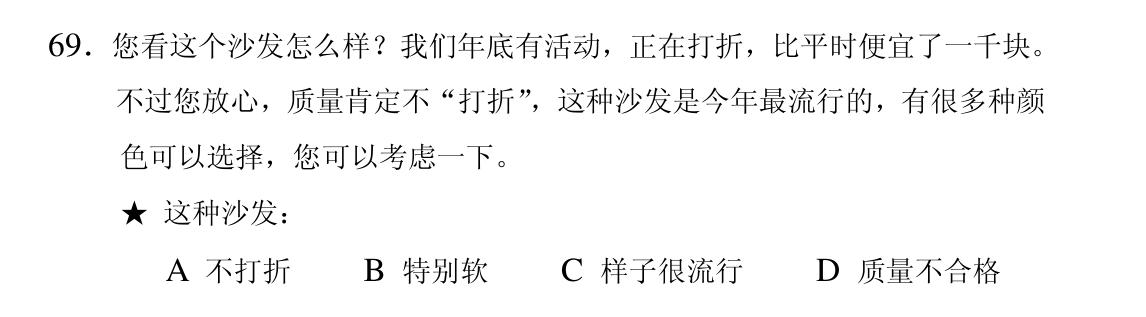 69．您看这个沙发怎么样？我们年底有活动，正在打折，比平时便宜了一千块。
不过您放心，质量肯定不“打折”，这种沙发是今年最流行的，有很多种颜
色可以选择，您可以考虑一下。
★ 这种沙发：
A 不打折 B 特别软 C 样子很流行 D 质量不合格